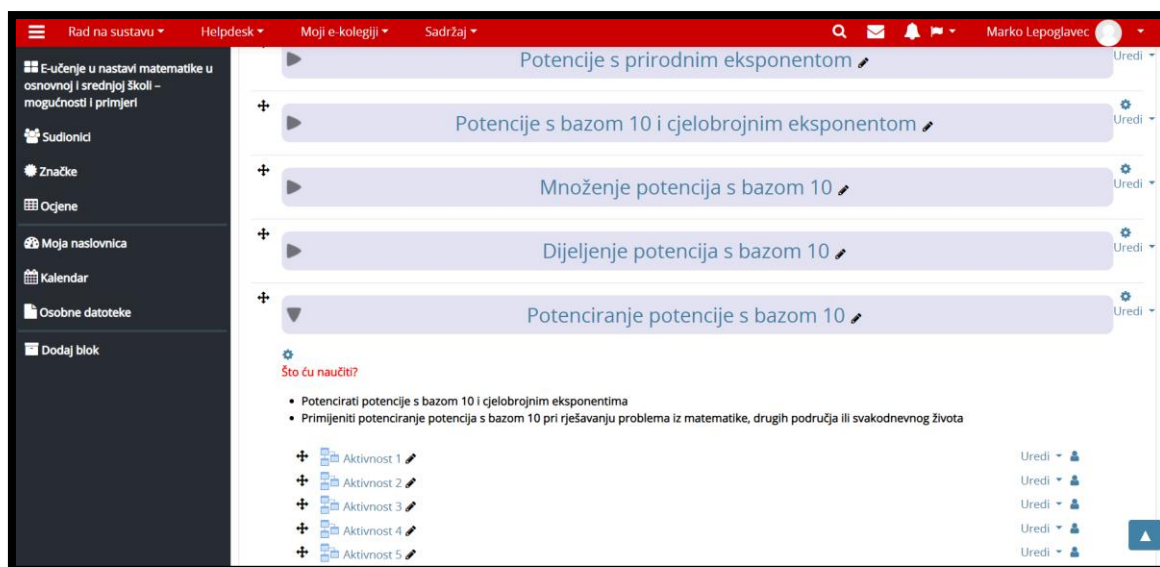 Rad na sustavu Helpdesk Moji e-kolegiji Sadržaj Marko Lepoglavec
E-učenje u nastavi matematike u
osnovnoj i srednjoj školi –
mogućnosti i primjeri
Sudionici
Značke
Ocjene
Moja naslovnica
Kalendar
Osobne datoteke
Dodaj blok
Potencije s prirodnim eksponentom Uredi
Potencije s bazom 10 i cjelobrojnim eksponentom Uredi
Množenje potencija s bazom 10 Uredi
Dijeljenje potencija s bazom 10 Uredi
Potenciranje potencije s bazom 10 Uredi
Što ću naučiti?
• Potencirati potencije s bazom 10 i cjelobrojnim eksponentima
• Primijeniti potenciranje potencija s bazom 10 pri rješavanju problema iz matematike, drugih područja ili svakodnevnog života
Aktivnost 1 Uredi
Aktivnost 2 Uredi
Aktivnost 3 Uredi
Aktivnost 4 Uredi
Aktivnost 5 Uredi